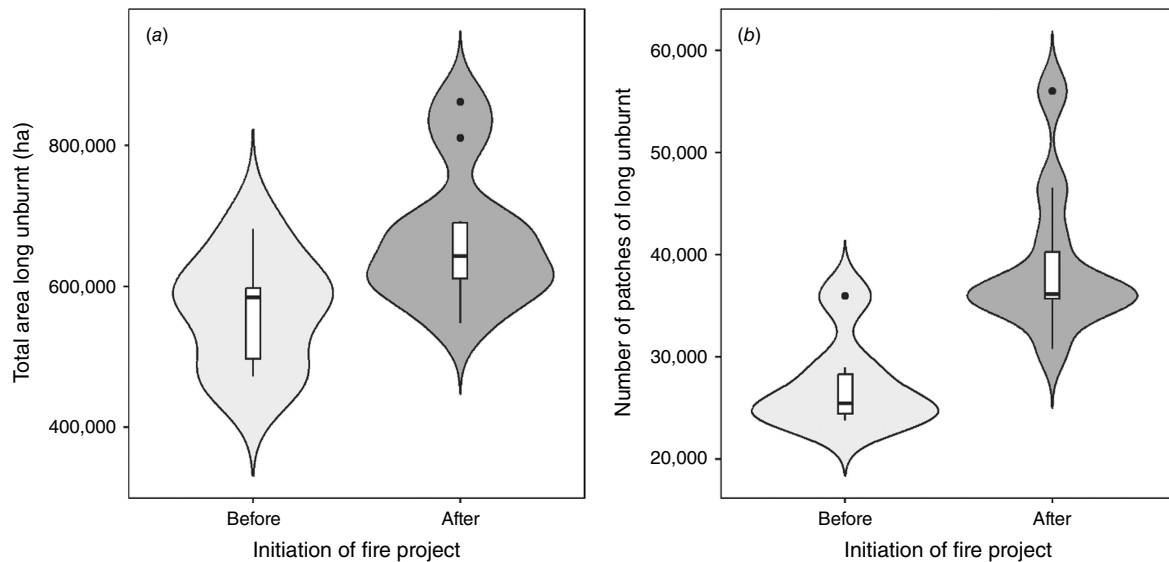 (a)
Total area long unburnt (ha)
800,000
600,000
400,000
Before
After
Initiation of fire project
(b)
Number of patches of long unburnt
60,000
50,000
40,000
30,000
20,000
Before
After
Initiation of fire project